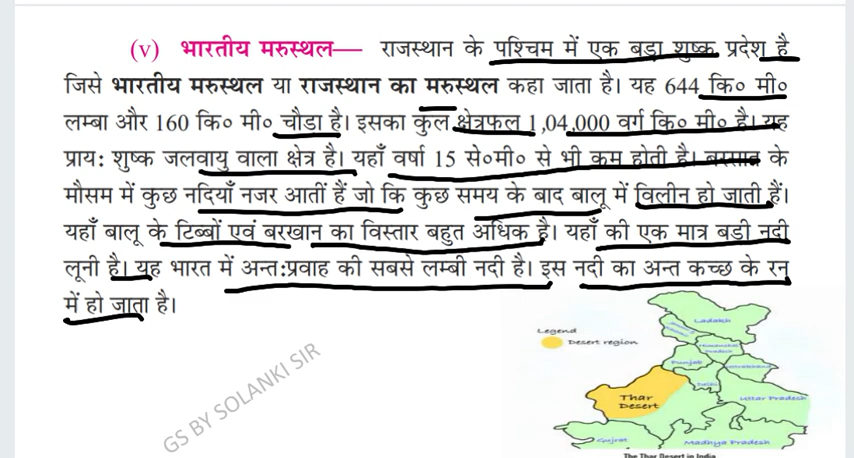 (v) भारतीय मरुस्थल— राजस्थान के पश्चिम में एक बड़ा शुष्क प्रदेश है
जिसे भारतीय मरुस्थल या राजस्थान का मरुस्थल कहा जाता है। यह 644 कि० मी०
लम्बा और 160 कि० मी० चौडा है। इसका कुल क्षेत्रफल 1,04,000 वर्ग कि० मी० है। यह
प्राय: शुष्क जलवायु वाला क्षेत्र है। यहाँ वर्षा 15 से०मी० से भी कम होती है। बरसात के
मौसम में कुछ नदियाँ नजर आतीं हैं जो कि कुछ समय के बाद बालू में विलीन हो जाती हैं।
यहाँ बालू के टिब्बों एवं बरखान का विस्तार बहुत अधिक है। यहाँ की एक मात्र बडी नदी
लूनी है। यह भारत में अन्त:प्रवाह की सबसे लम्बी नदी है। इस नदी का अन्त कच्छ के रन
में हो जाता है।
GS BY SOLANKI SIR
Legend
Desert region
Ladakh
Himanchal
Pradesh
Punjab
Uttarakhand
Delhi
Thar
Desert
Uttar Pradesh
Gujrat
Madhya Pradesh
The Thar Desert in India